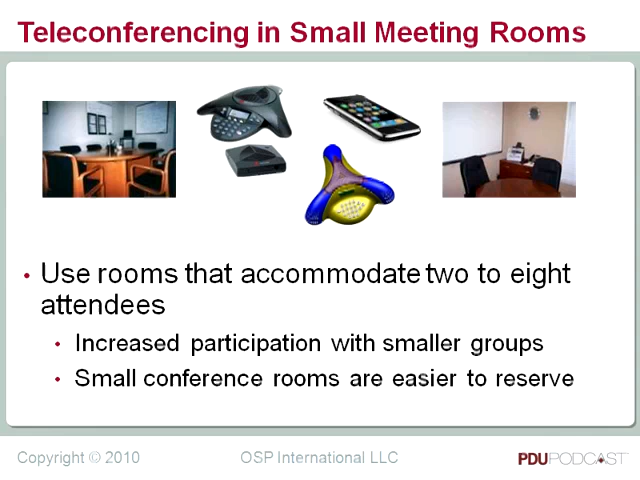 Teleconferencing in Small Meeting Rooms
• Use rooms that accommodate two to eight
attendees
• Increased participation with smaller groups
• Small conference rooms are easier to reserve
Copyright © 2010 OSP International LLC PDUPODCAST